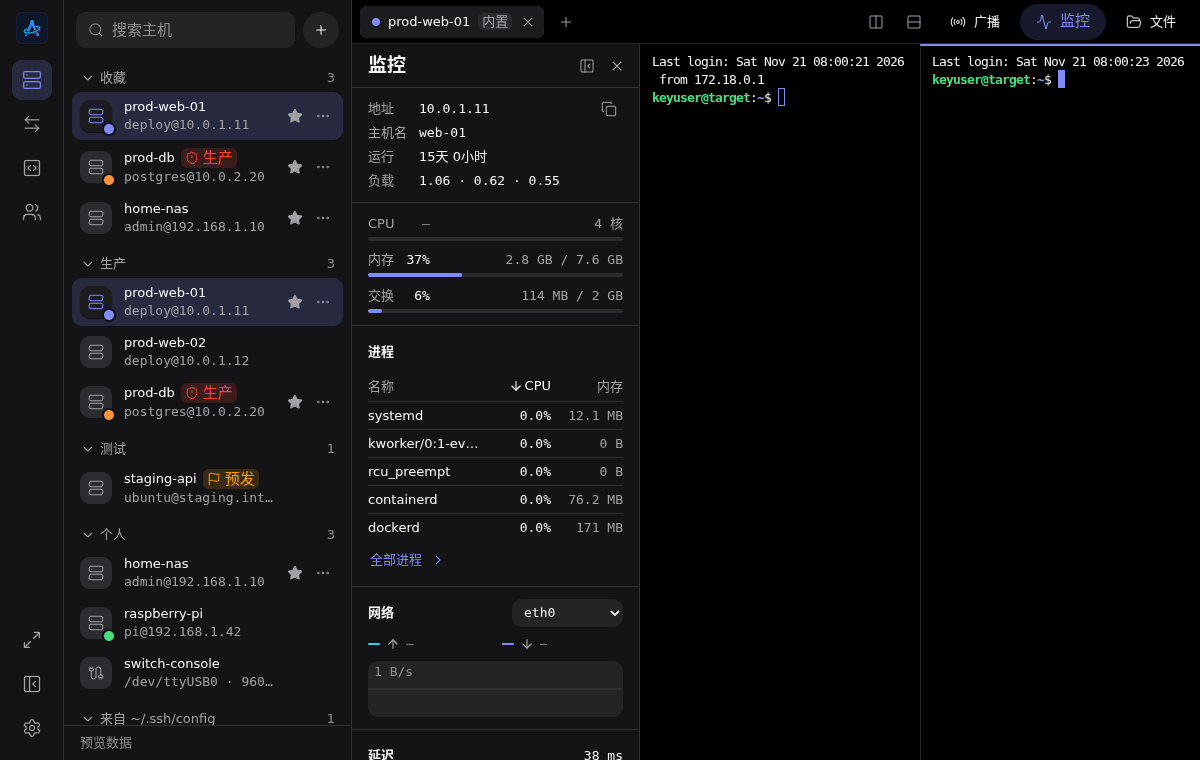 搜索主机
收藏 3
prod-web-01
deploy@10.0.1.11
prod-db 生产
postgres@10.0.2.20
home-nas
admin@192.168.1.10
生产 3
prod-web-01
deploy@10.0.1.11
prod-web-02
deploy@10.0.1.12
prod-db 生产
postgres@10.0.2.20
测试 1
staging-api 预发
ubuntu@staging.int…
个人 3
home-nas
admin@192.168.1.10
raspberry-pi
pi@192.168.1.42
switch-console
/dev/ttyUSB0 · 960…
来自 ~/.ssh/config 1
预览数据
prod-web-01 内置
广播 监控 文件
监控
地址 10.0.1.11
主机名 web-01
运行 15天 0小时
负载 1.06 · 0.62 · 0.55
CPU — 4 核
内存 37% 2.8 GB / 7.6 GB
交换 6% 114 MB / 2 GB
进程
名称 CPU 内存
systemd 0.0% 12.1 MB
kworker/0:1-ev… 0.0% 0 B
rcu_preempt 0.0% 0 B
containerd 0.0% 76.2 MB
dockerd 0.0% 171 MB
全部进程
网络 eth0
— —
1 B/s
延迟 38 ms
Last login: Sat Nov 21 08:00:21 2026
from 172.18.0.1
keyuser@target:~$
Last login: Sat Nov 21 08:00:23 2026
keyuser@target:~$